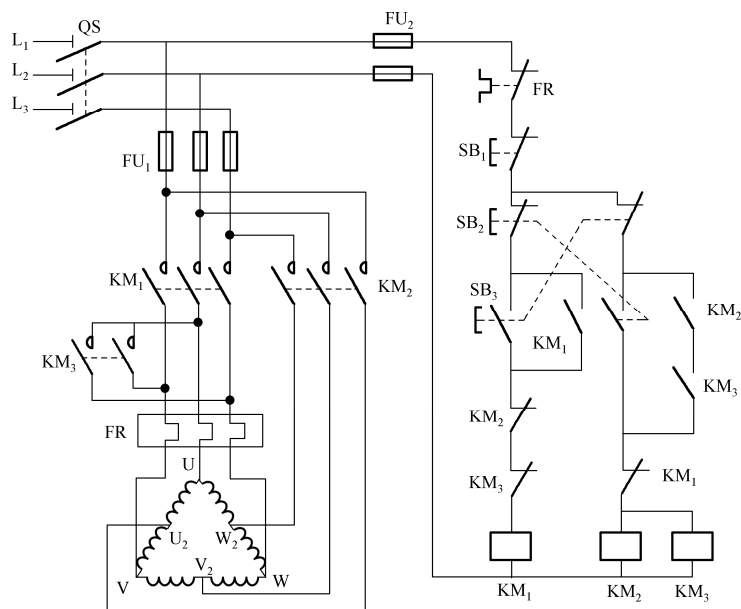 L₁
QS
FU₂
L₂
L₃
FR
FU₁
SB₁
SB₂
KM₁
KM₂
SB₃
KM₁
KM₂
KM₃
KM₃
FR
KM₂
U
KM₃
KM₁
U₂
W₂
V₂
V
W
KM₁
KM₂
KM₃